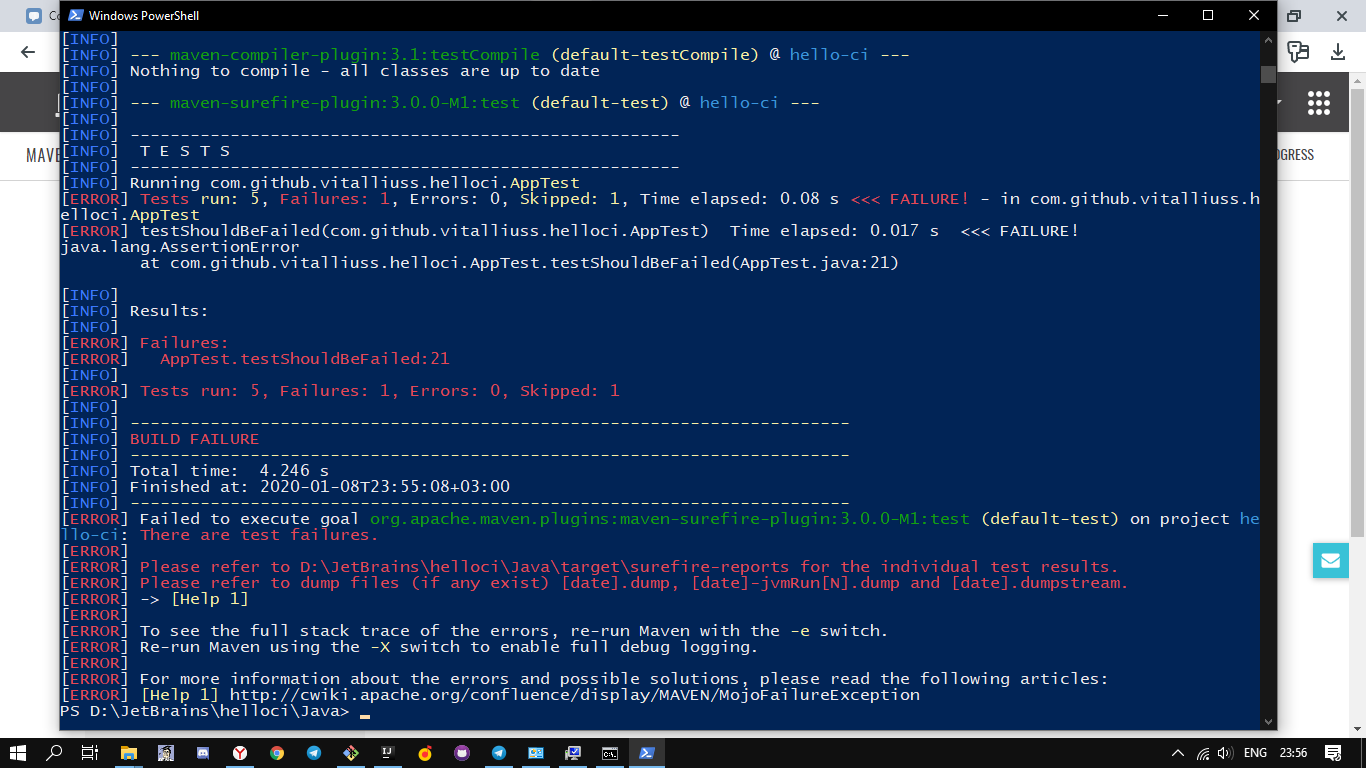 Windows PowerShell
[INFO]
[INFO] --- maven-compiler-plugin:3.1:testCompile (default-testCompile) @ hello-ci ---
[INFO] Nothing to compile - all classes are up to date
[INFO]
[INFO] --- maven-surefire-plugin:3.0.0-M1:test (default-test) @ hello-ci ---
[INFO]
[INFO] -------------------------------------------------------
[INFO]  T E S T S
[INFO] -------------------------------------------------------
[INFO] Running com.github.vitalliuss.helloci.AppTest
[ERROR] Tests run: 5, Failures: 1, Errors: 0, Skipped: 1, Time elapsed: 0.08 s <<< FAILURE! - in com.github.vitalliuss.h
elloci.AppTest
[ERROR] testShouldBeFailed(com.github.vitalliuss.helloci.AppTest)  Time elapsed: 0.017 s  <<< FAILURE!
java.lang.AssertionError
        at com.github.vitalliuss.helloci.AppTest.testShouldBeFailed(AppTest.java:21)
[INFO]
[INFO] Results:
[INFO]
[ERROR] Failures:
[ERROR]   AppTest.testShouldBeFailed:21
[INFO]
[ERROR] Tests run: 5, Failures: 1, Errors: 0, Skipped: 1
[INFO]
[INFO] ------------------------------------------------------------------------
[INFO] BUILD FAILURE
[INFO] ------------------------------------------------------------------------
[INFO] Total time:  4.246 s
[INFO] Finished at: 2020-01-08T23:55:08+03:00
[INFO] ------------------------------------------------------------------------
[ERROR] Failed to execute goal org.apache.maven.plugins:maven-surefire-plugin:3.0.0-M1:test (default-test) on project he
llo-ci: There are test failures.
[ERROR]
[ERROR] Please refer to D:\JetBrains\helloci\Java\target\surefire-reports for the individual test results.
[ERROR] Please refer to dump files (if any exist) [date].dump, [date]-jvmRun[N].dump and [date].dumpstream.
[ERROR] -> [Help 1]
[ERROR]
[ERROR] To see the full stack trace of the errors, re-run Maven with the -e switch.
[ERROR] Re-run Maven using the -X switch to enable full debug logging.
[ERROR]
[ERROR] For more information about the errors and possible solutions, please read the following articles:
[ERROR] [Help 1] http://cwiki.apache.org/confluence/display/MAVEN/MojoFailureException
PS D:\JetBrains\helloci\Java>
MAVE
OGRESS
ENG
23:56